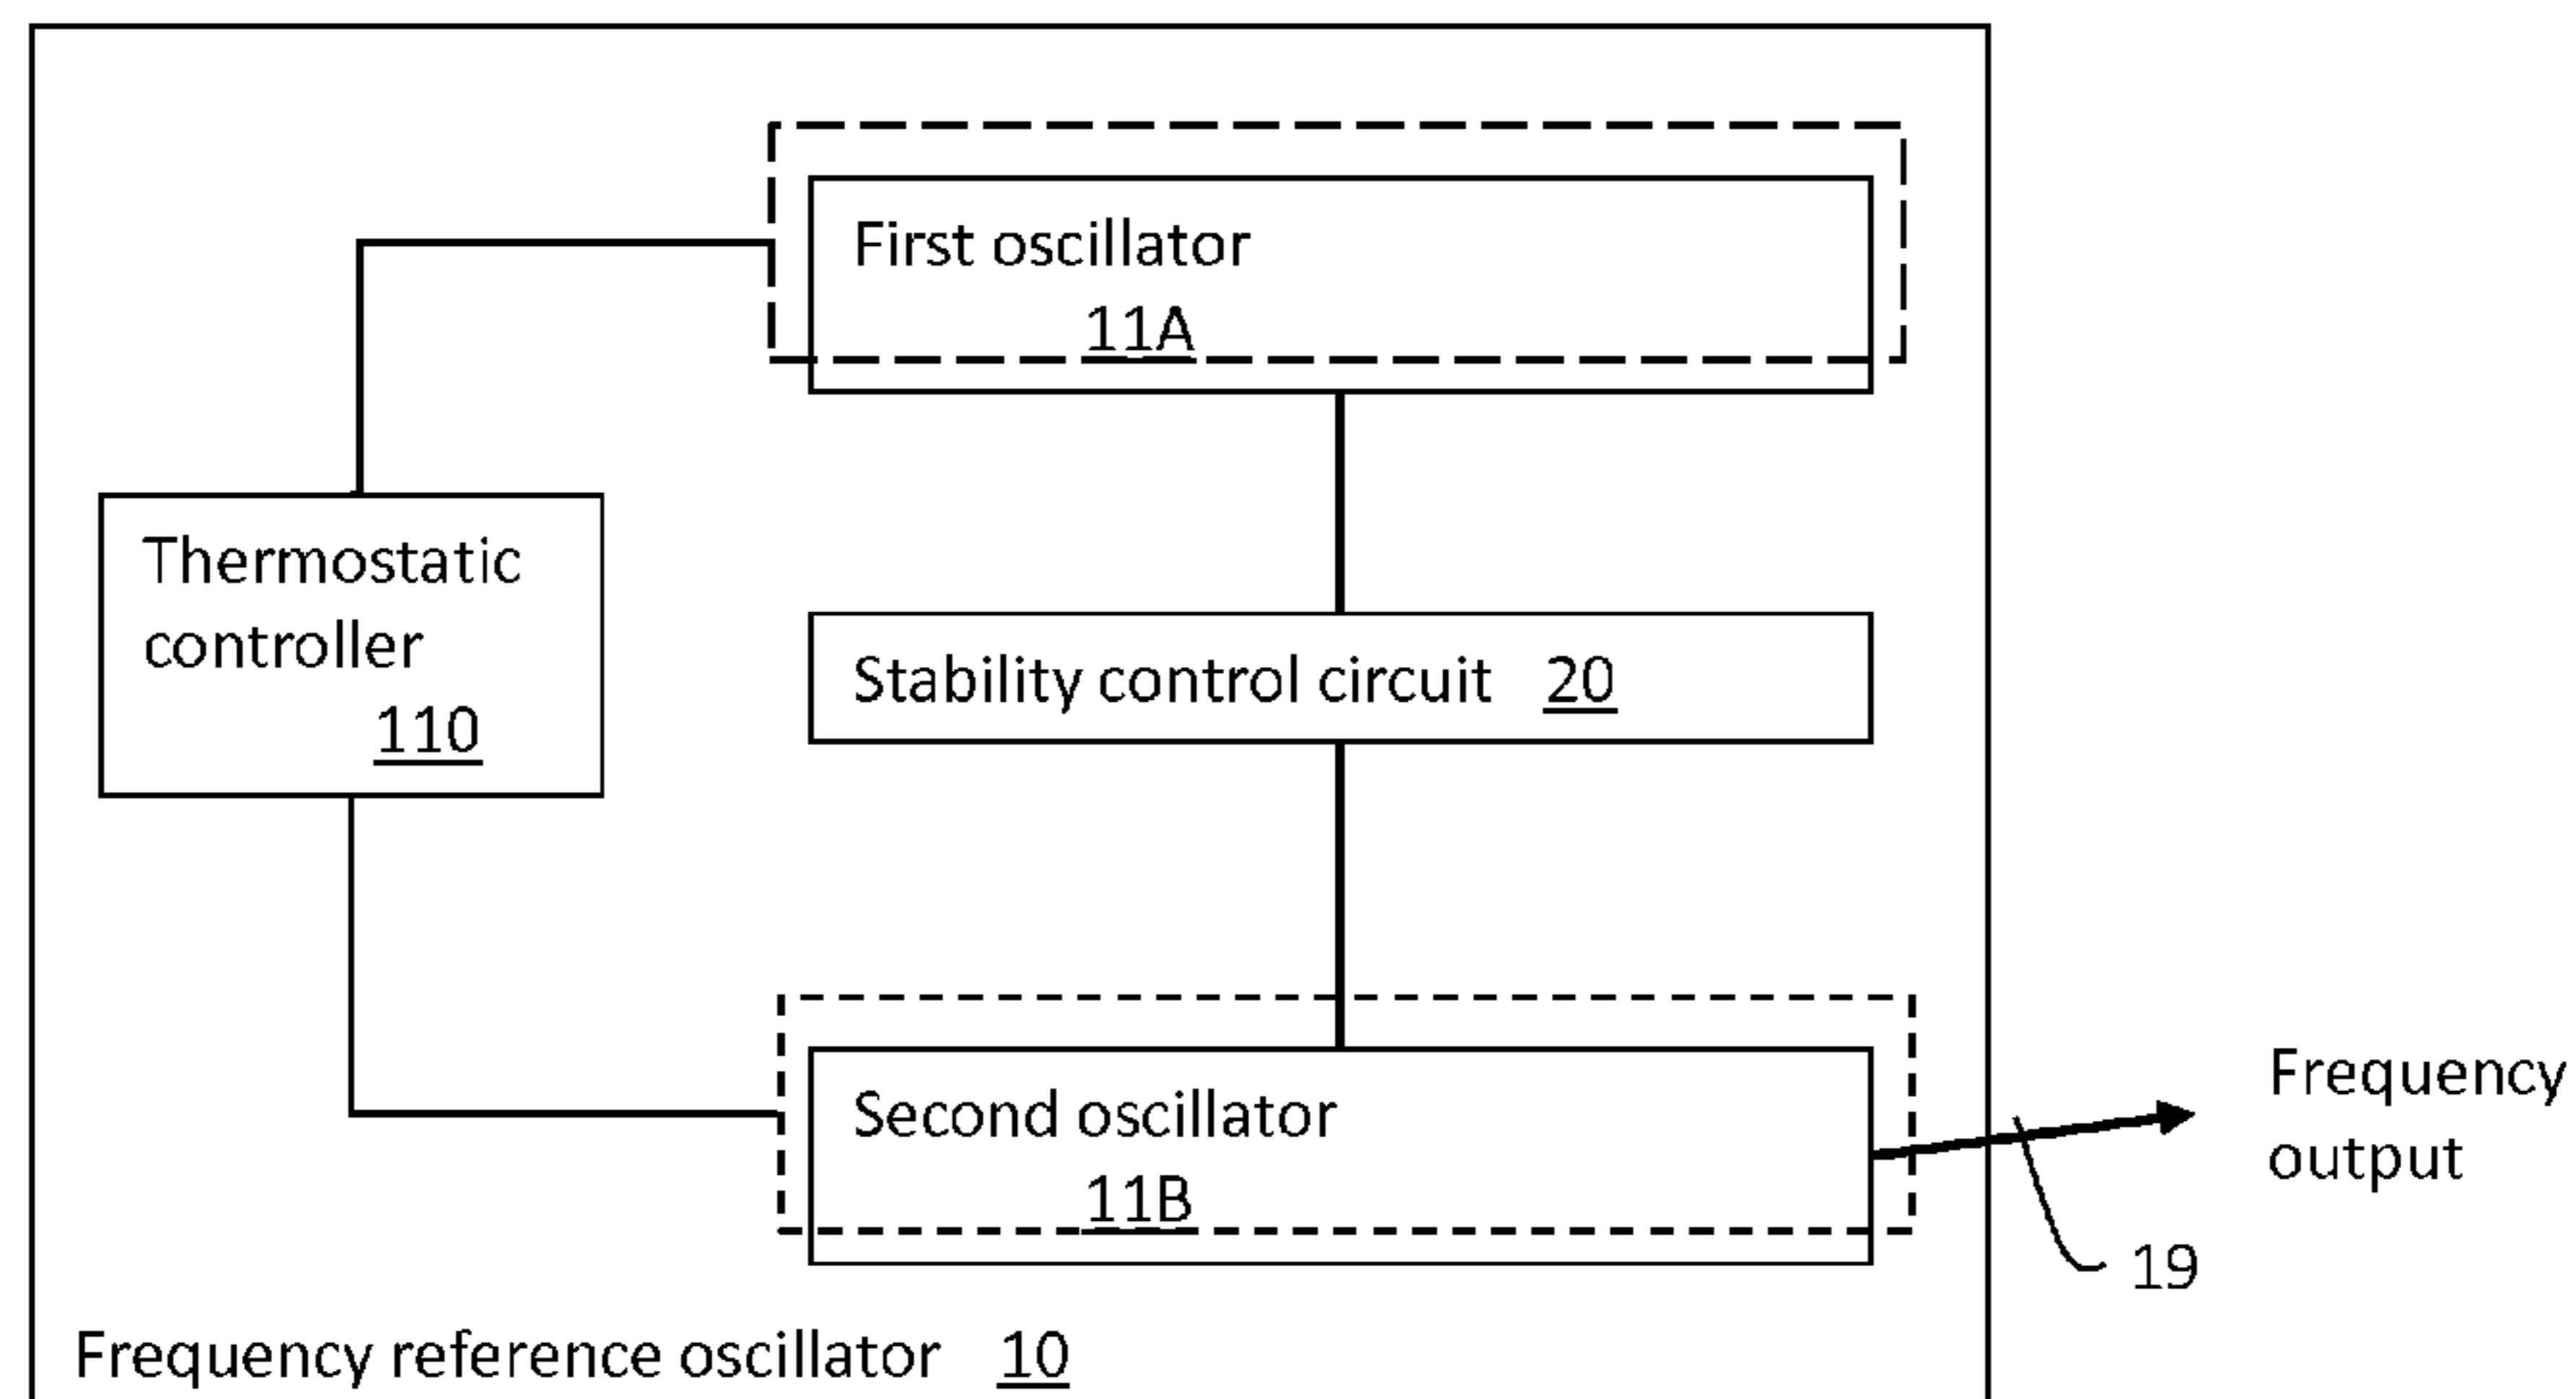 First oscillator
11A
Thermostatic
controller
110
Stability control circuit 20
Second oscillator
11B
Frequency
output
19
Frequency reference oscillator 10